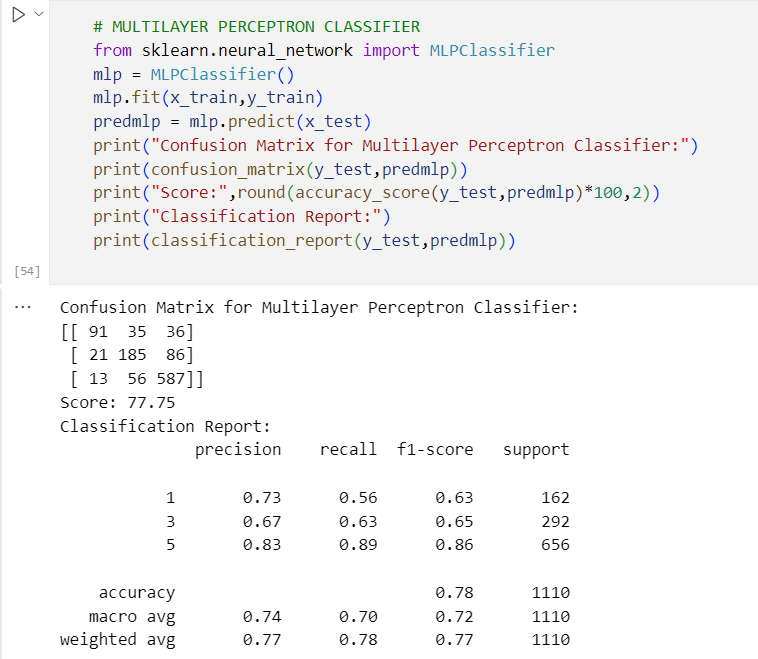 # MULTILAYER PERCEPTRON CLASSIFIER
from sklearn.neural_network import MLPClassifier
mlp = MLPClassifier()
mlp.fit(x_train,y_train)
predmlp = mlp.predict(x_test)
print("Confusion Matrix for Multilayer Perceptron Classifier:")
print(confusion_matrix(y_test,predmlp))
print("Score:",round(accuracy_score(y_test,predmlp)*100,2))
print("Classification Report:")
print(classification_report(y_test,predmlp))
[54]
... Confusion Matrix for Multilayer Perceptron Classifier:
[[ 91  35  36]
 [ 21 185  86]
 [ 13  56 587]]
Score: 77.75
Classification Report:
              precision    recall  f1-score   support

           1       0.73      0.56      0.63       162
           3       0.67      0.63      0.65       292
           5       0.83      0.89      0.86       656

    accuracy                           0.78      1110
   macro avg       0.74      0.70      0.72      1110
weighted avg       0.77      0.78      0.77      1110